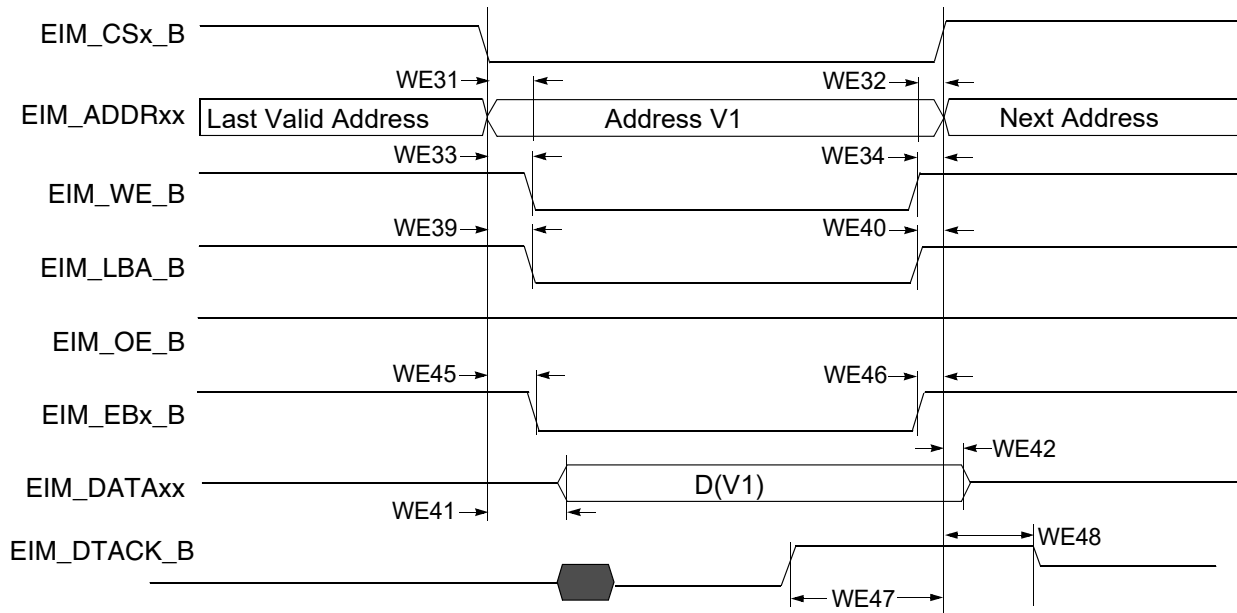 EIM_CSx_B
WE31
WE32
EIM_ADDRxx
Last Valid Address
Address V1
Next Address
WE33
WE34
EIM_WE_B
WE39
WE40
EIM_LBA_B
EIM_OE_B
WE45
WE46
EIM_EBx_B
WE42
EIM_DATAxx
D(V1)
WE41
EIM_DTACK_B
WE48
WE47